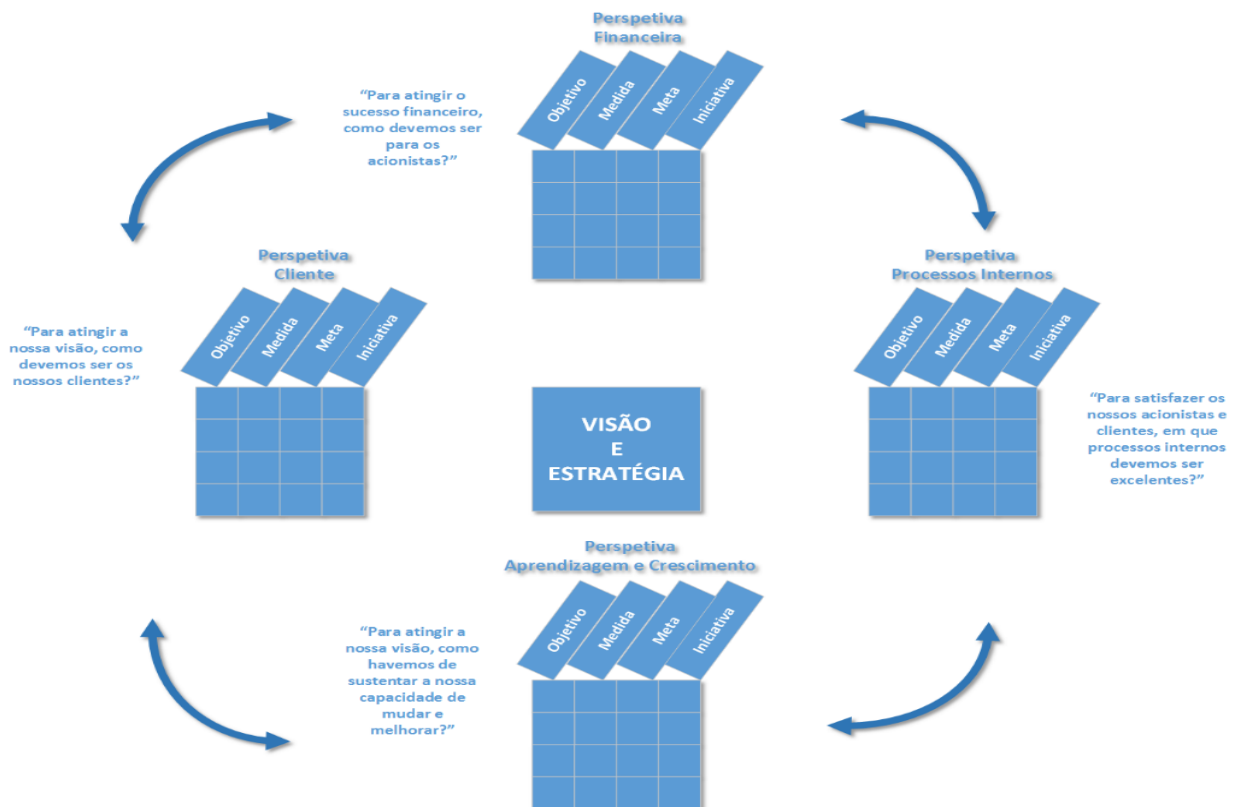 Perspetiva
Financeira
Objetivo
Medida
Meta
Iniciativa
“Para atingir o
sucesso financeiro,
como devemos ser
para os
acionistas?”
Perspetiva
Cliente
Objetivo
Medida
Meta
Iniciativa
“Para atingir a
nossa visão, como
devemos ser os
nossos clientes?”
VISÃO
E
ESTRATÉGIA
Perspetiva
Processos Internos
Objetivo
Medida
Meta
Iniciativa
“Para satisfazer os
nossos acionistas e
clientes, em que
processos internos
devemos ser
excelentes?”
Perspetiva
Aprendizagem e Crescimento
Objetivo
Medida
Meta
Iniciativa
“Para atingir a
nossa visão, como
havemos de
sustentar a nossa
capacidade de
mudar e
melhorar?”